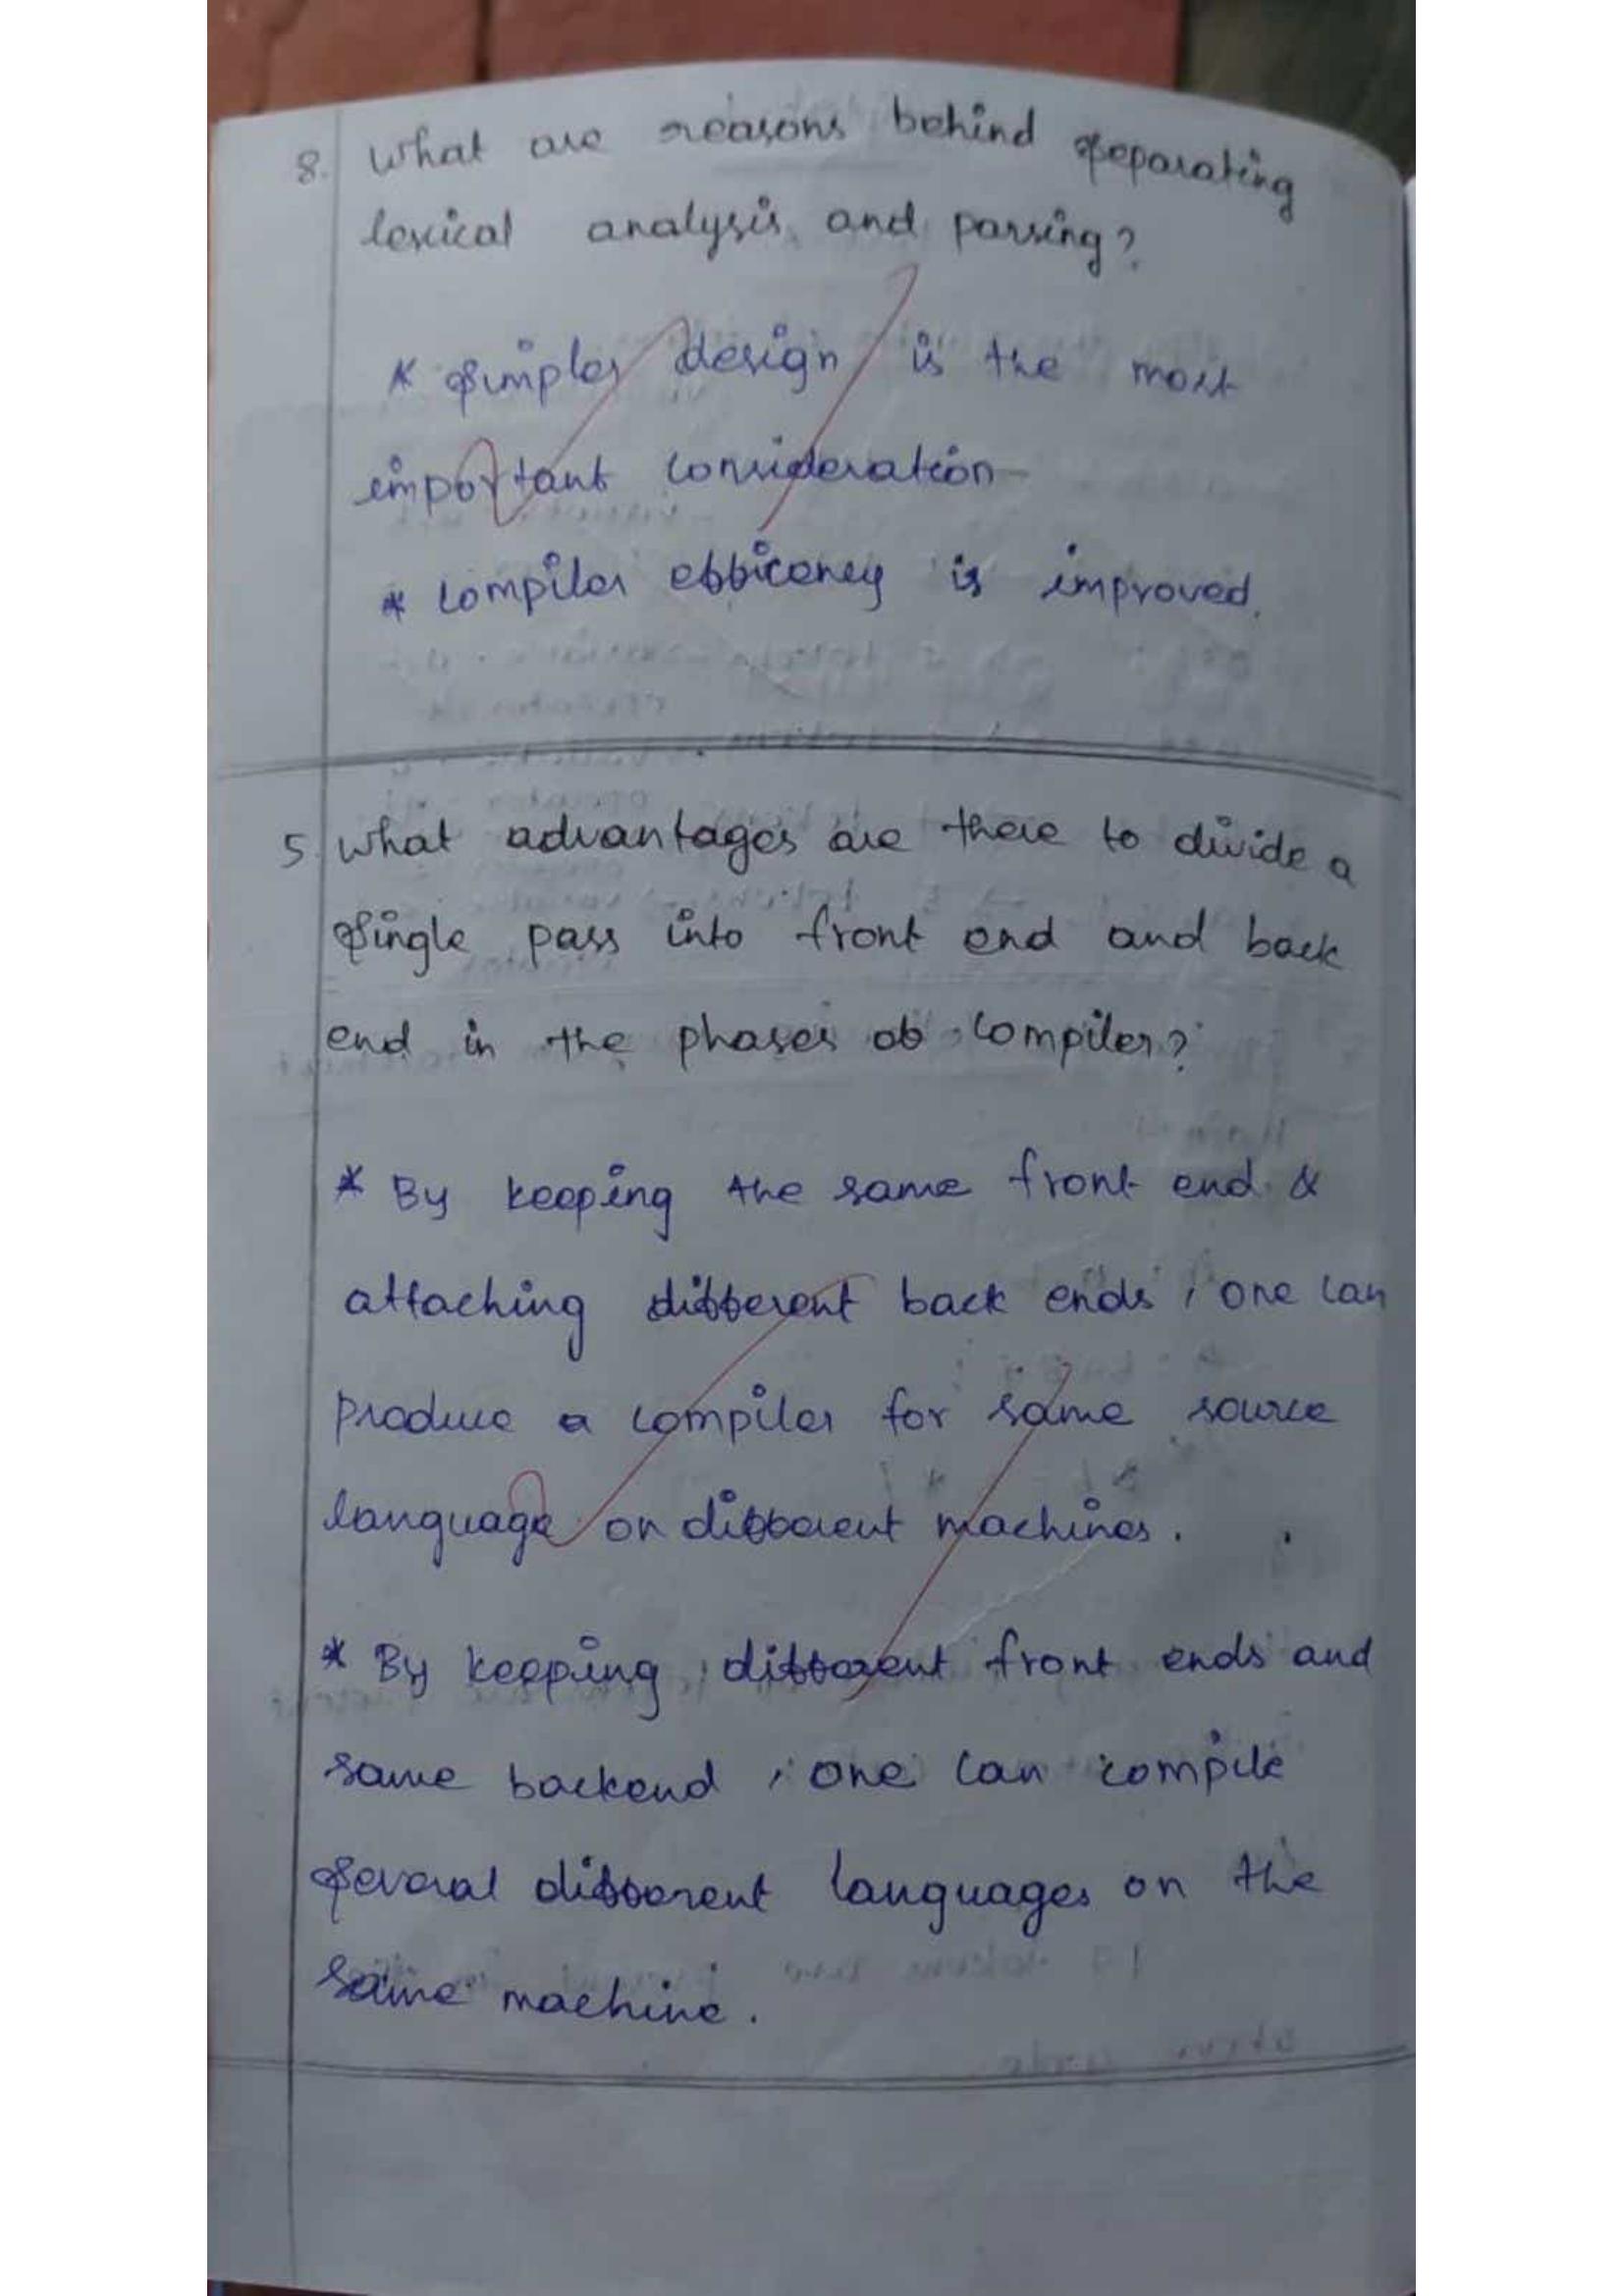 8. What are reasons behind separating
lexical analysis and parsing?
* Simpler design is the most
important consideration
* Compiler efficeney is improved.
5. What advantages are there to divide a
single pass into front end and back
end in the phases of compiler?
* By keeping the same front end &
attaching different back ends, one can
produce a compiler for same source
language on different machines.
* By keeping different front ends and
same backend, one can compile
several different languages on the
same machine.